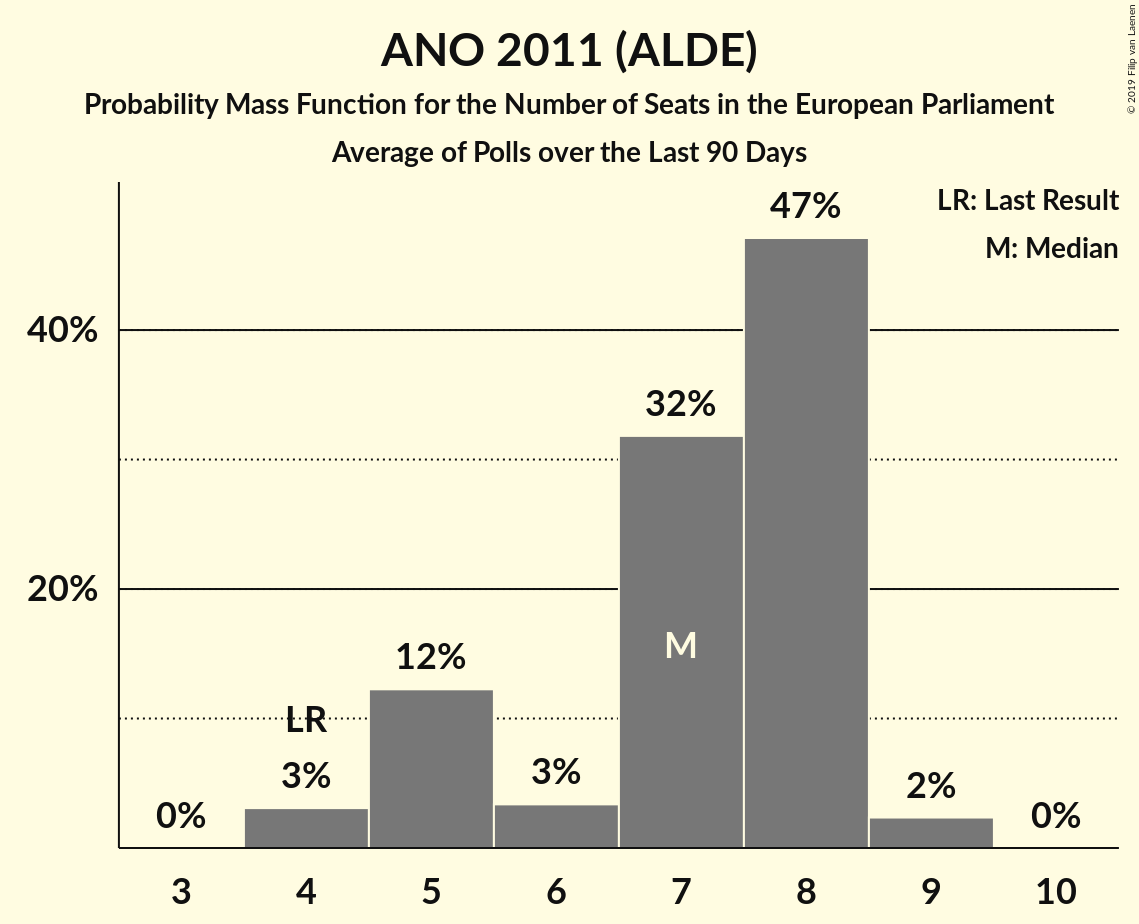 ANO 2011 (ALDE)
Probability Mass Function for the Number of Seats in the European Parliament
Average of Polls over the Last 90 Days
© 2019 Filip van Laenen
LR: Last Result
M: Median
47%
40%
32%
20%
M
12%
LR
3%
3%
2%
0%
0%
3 4 5 6 7 8 9 10